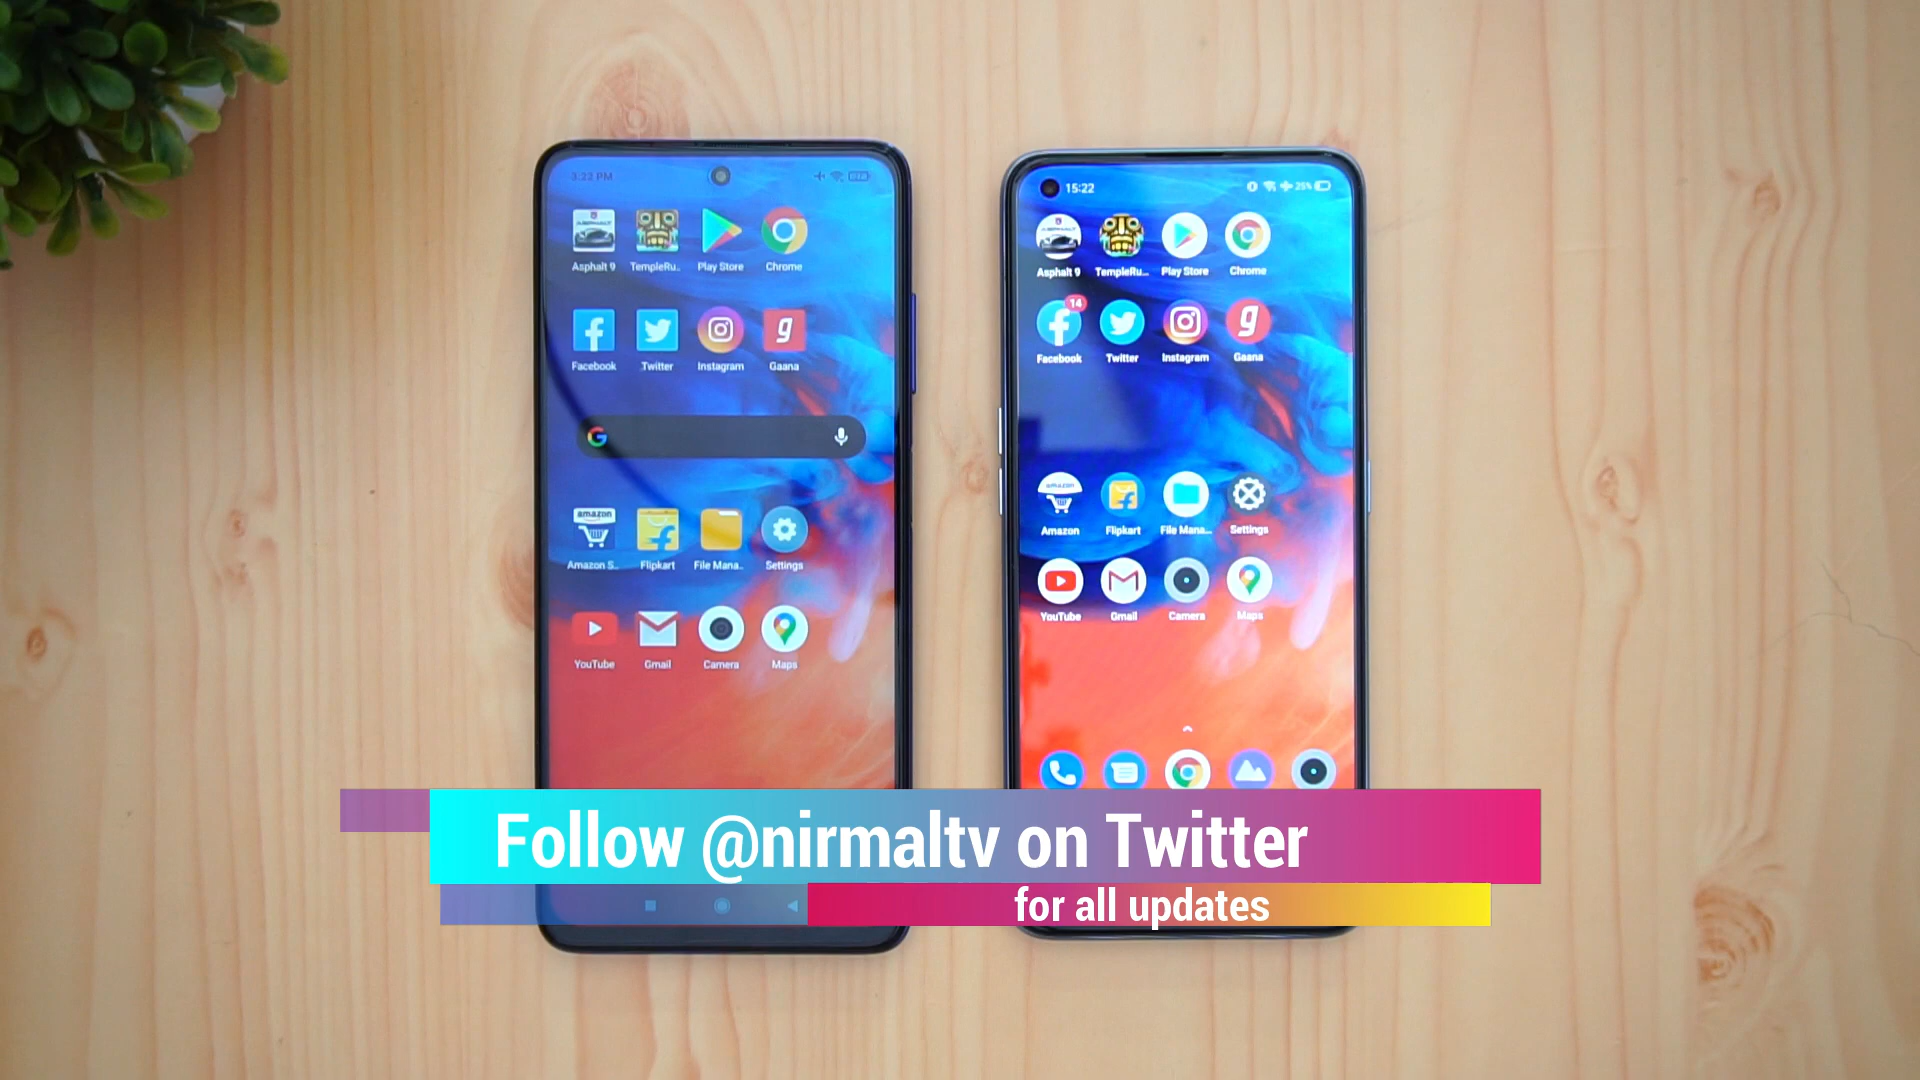 3:22 PM
Asphalt 9 TempleRu.. Play Store Chrome
Facebook Twitter Instagram Gaana
amazon
Amazon S.. Flipkart File Mana.. Settings
YouTube Gmail Camera Maps
15:22 25%
Asphalt 9 TempleRu... Play Store Chrome
14
Facebook Twitter Instagram Gaana
amazon
Amazon Flipkart File Mana... Settings
YouTube Gmail Camera Maps
Follow @nirmaltv on Twitter
for all updates